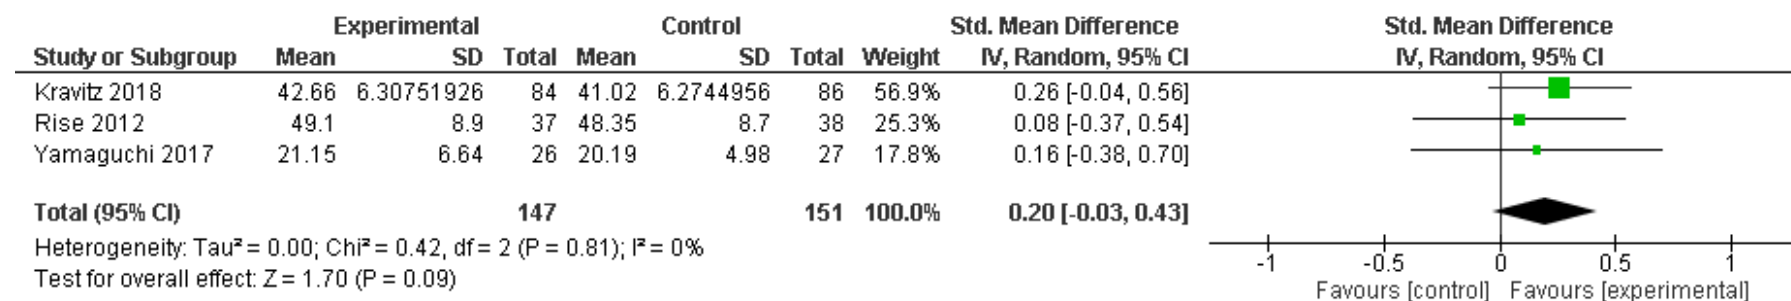 Experimental Control Std. Mean Difference Std. Mean Difference
Study or Subgroup Mean SD Total Mean SD Total Weight IV, Random, 95% CI IV, Random, 95% CI
Kravitz 2018 42.66 6.30751926 84 41.02 6.2744956 86 56.9% 0.26 [-0.04, 0.56]
Rise 2012 49.1 8.9 37 48.35 8.7 38 25.3% 0.08 [-0.37, 0.54]
Yamaguchi 2017 21.15 6.64 26 20.19 4.98 27 17.8% 0.16 [-0.38, 0.70]
Total (95% CI) 147 151 100.0% 0.20 [-0.03, 0.43]
Heterogeneity: Tau² = 0.00; Chi² = 0.42, df = 2 (P = 0.81); I² = 0%
Test for overall effect: Z = 1.70 (P = 0.09)
-1 -0.5 0 0.5 1
Favours [control] Favours [experimental]